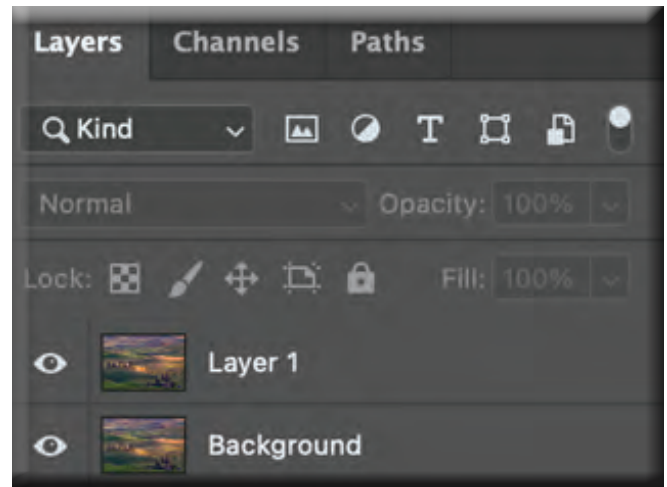 Layers Channels Paths
Kind T
Normal Opacity: 100%
Lock: Fill: 100%
Layer 1
Background